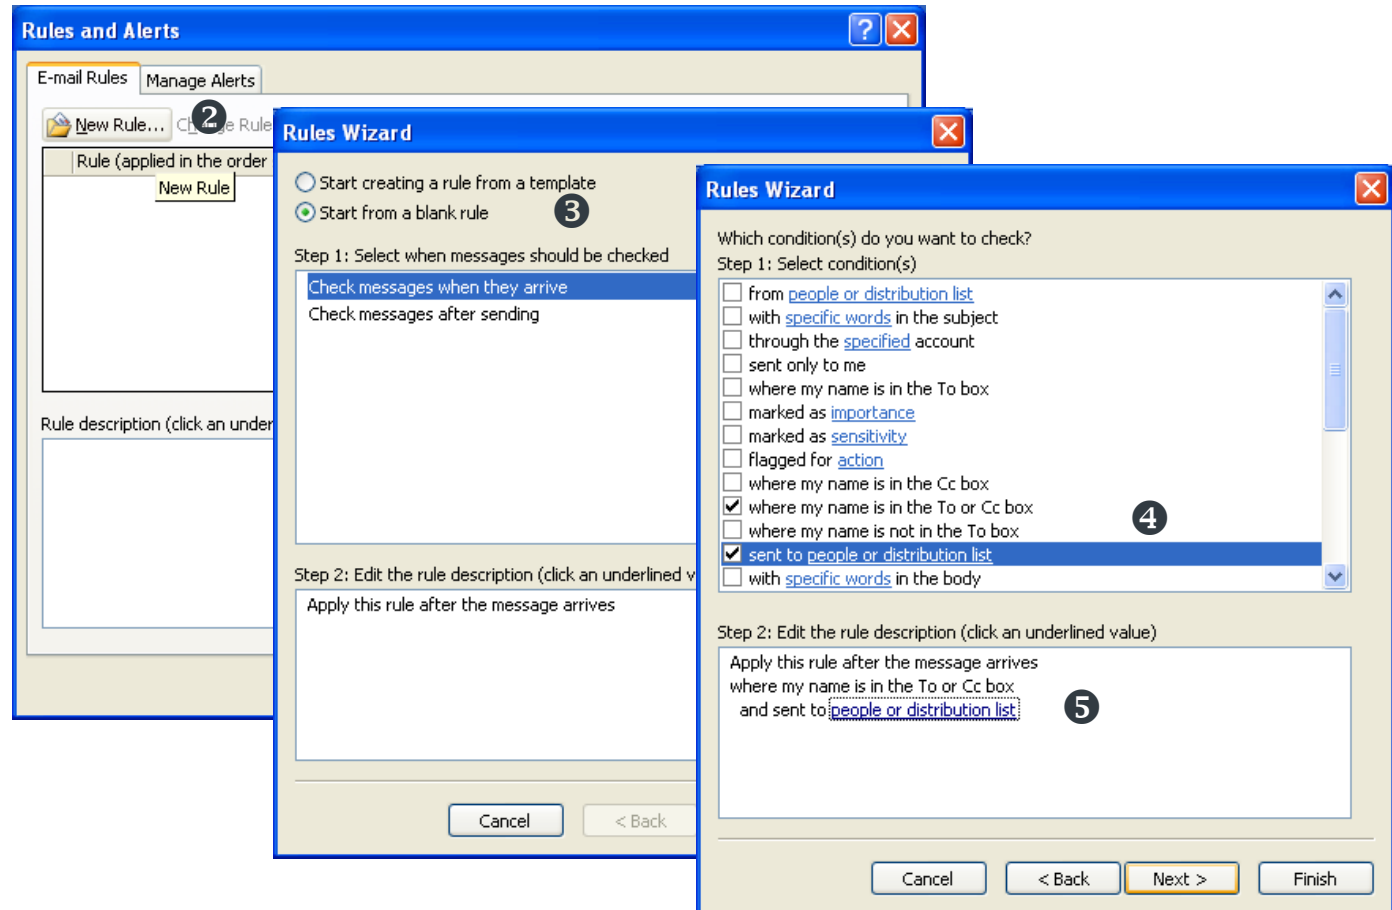 Rules and Alerts
E-mail Rules
Manage Alerts
2
New Rule...
Rule
Rule (applied in the order
New Rule
Rule description (click an under
Rules Wizard
Start creating a rule from a template
Start from a blank rule
3
Step 1: Select when messages should be checked
Check messages when they arrive
Check messages after sending
Step 2: Edit the rule description (click an underlined v
Apply this rule after the message arrives
Cancel
< Back
Rules Wizard
Which condition(s) do you want to check?
Step 1: Select condition(s)
from people or distribution list
with specific words in the subject
through the specified account
sent only to me
where my name is in the To box
marked as importance
marked as sensitivity
flagged for action
where my name is in the Cc box
where my name is in the To or Cc box
4
where my name is not in the To box
sent to people or distribution list
with specific words in the body
Step 2: Edit the rule description (click an underlined value)
Apply this rule after the message arrives
where my name is in the To or Cc box
and sent to people or distribution list
5
Cancel
< Back
Next >
Finish